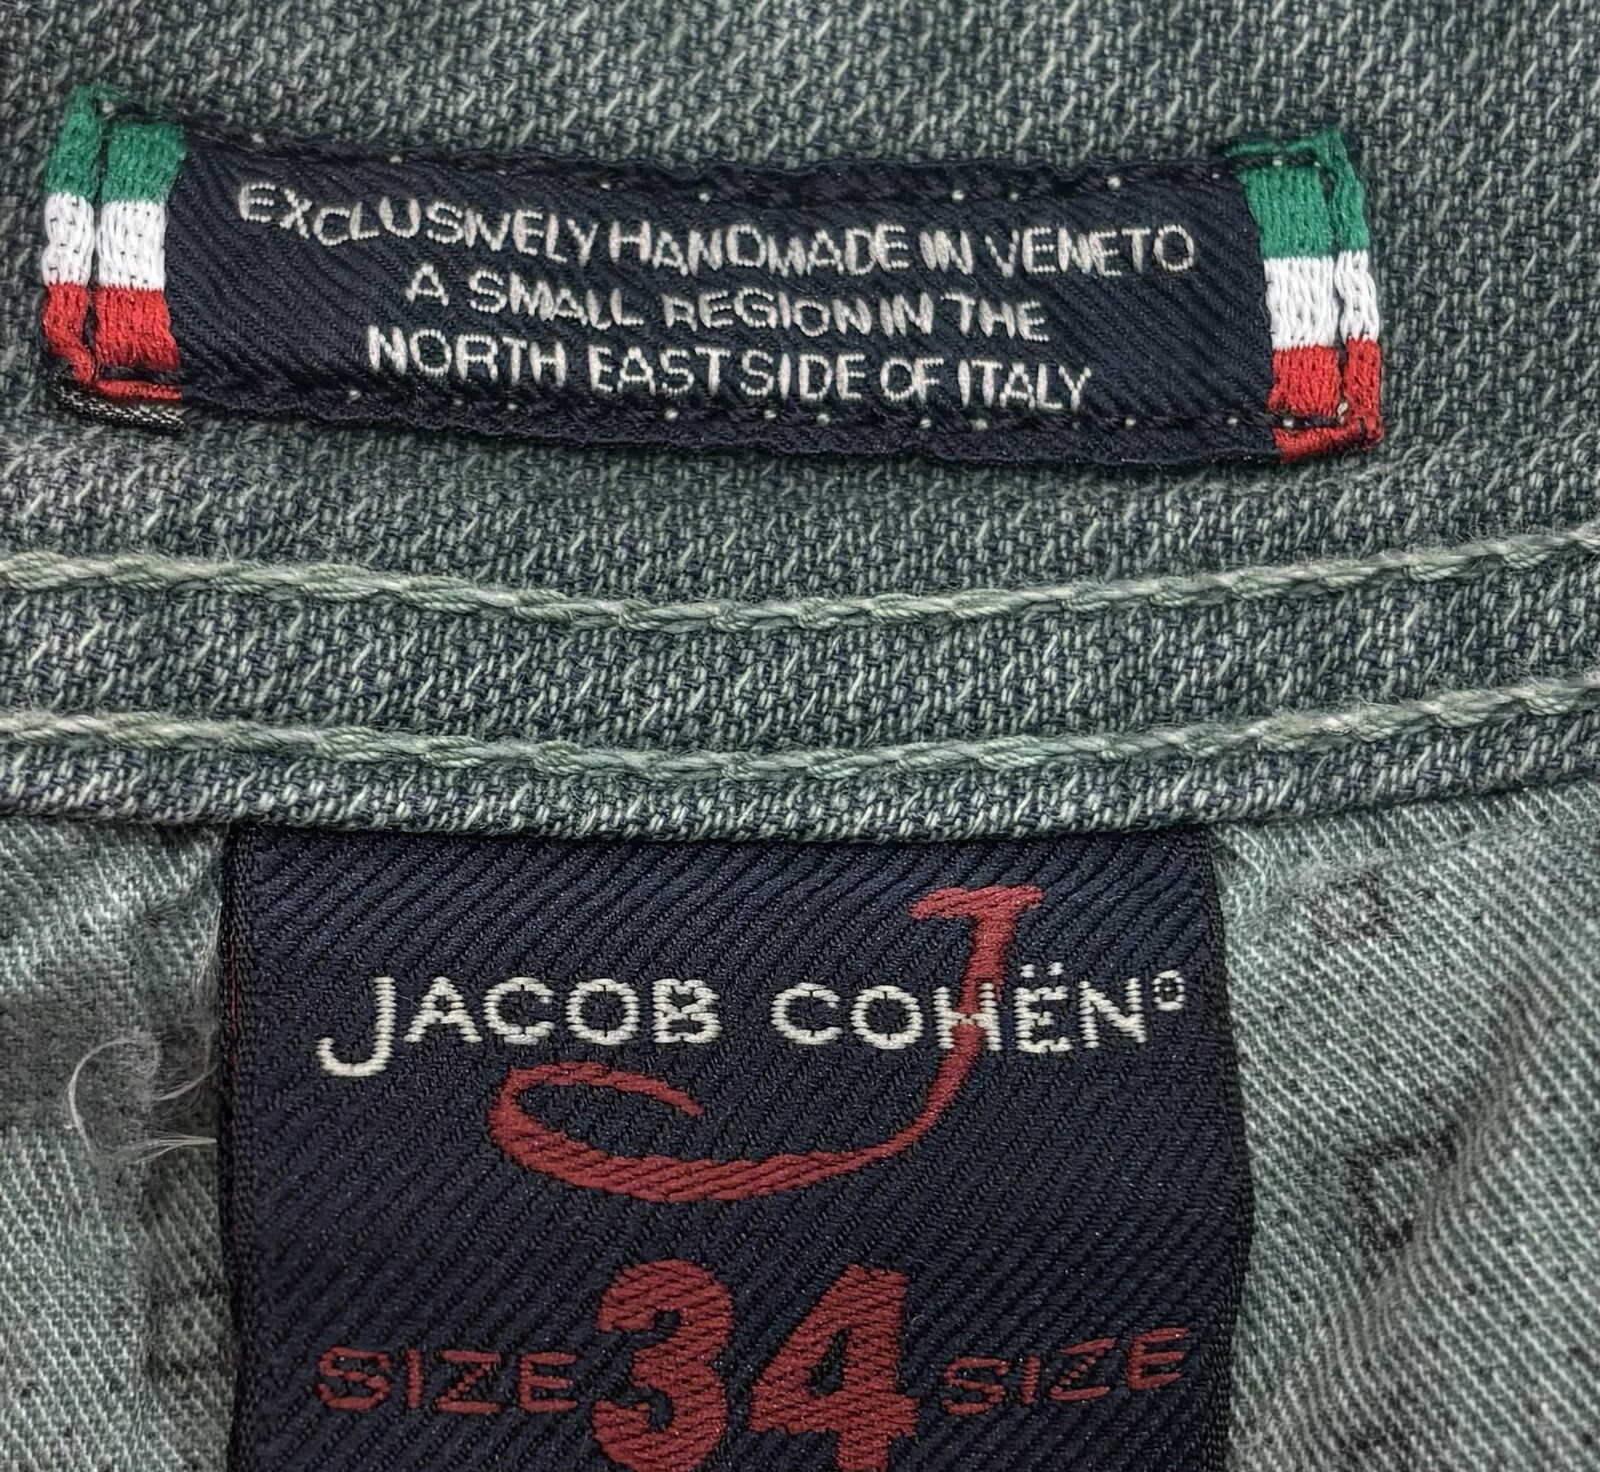 EXCLUSIVELY HANDMADE IN VENETO
A SMALL REGION IN THE
NORTH EAST SIDE OF ITALY
J
JACOB COHËN®
SIZE 34 SIZE